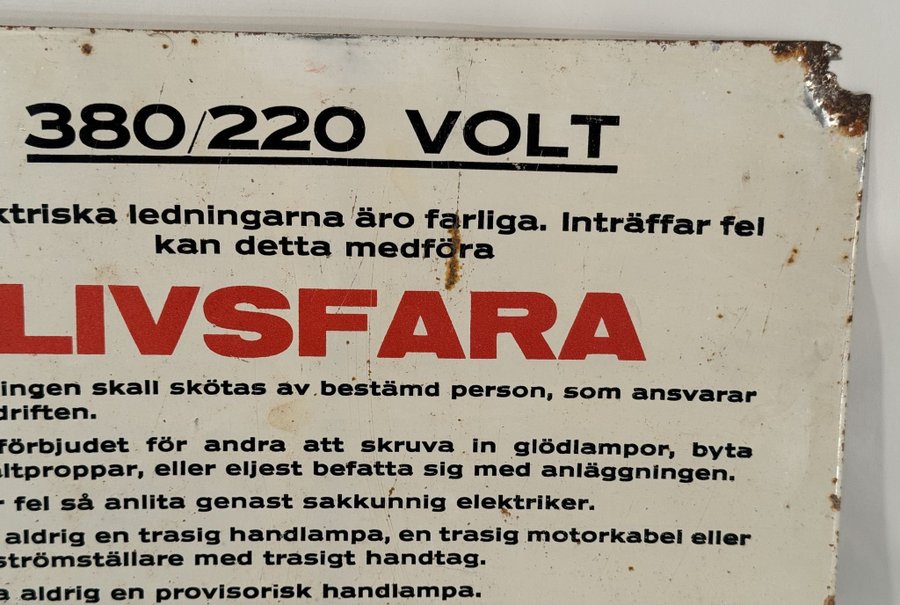 380/220 VOLT
ktriska ledningarna äro farliga. Inträffar fel
kan detta medföra
LIVSFARA
ingen skall skötas av bestämd person, som ansvarar
driften.
förbjudet för andra att skruva in glödlampor, byta
ltproppar, eller eljest befatta sig med anläggningen.
r fel så anlita genast sakkunnig elektriker.
aldrig en trasig handlampa, en trasig motorkabel eller
strömställare med trasigt handtag.
a aldrig en provisorisk handlampa.